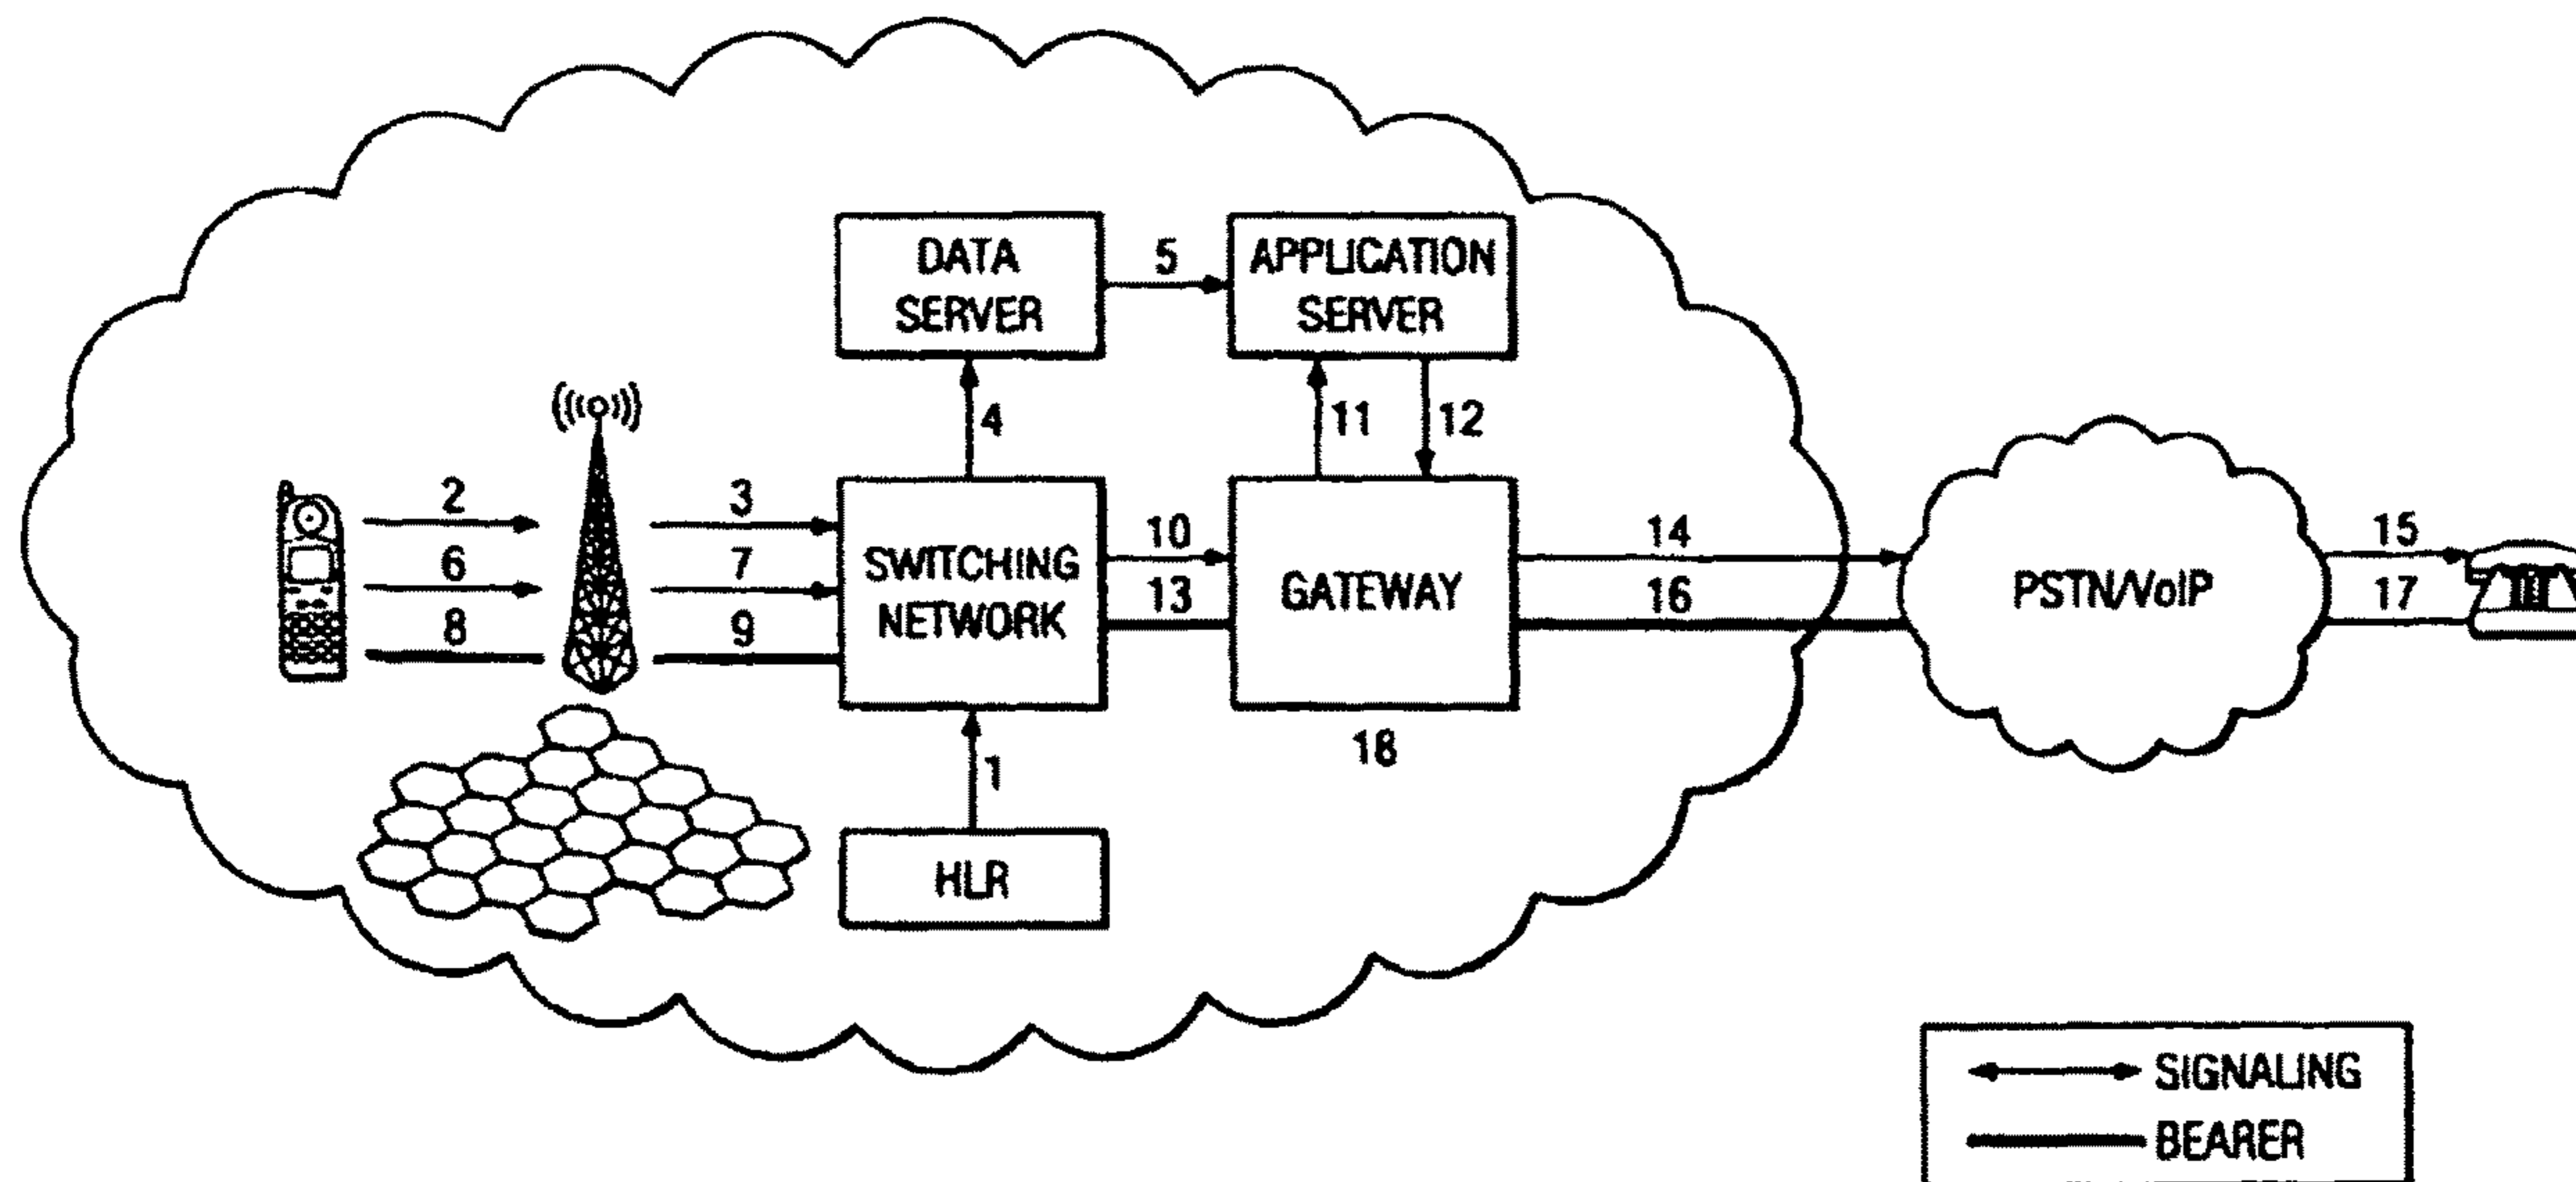 DATA
SERVER
5
APPLICATION
SERVER
4
11
12
2
3
6
7
8
9
SWITCHING
NETWORK
10
13
GATEWAY
14
16
PSTN/VoIP
15
17
18
1
HLR
SIGNALING
BEARER